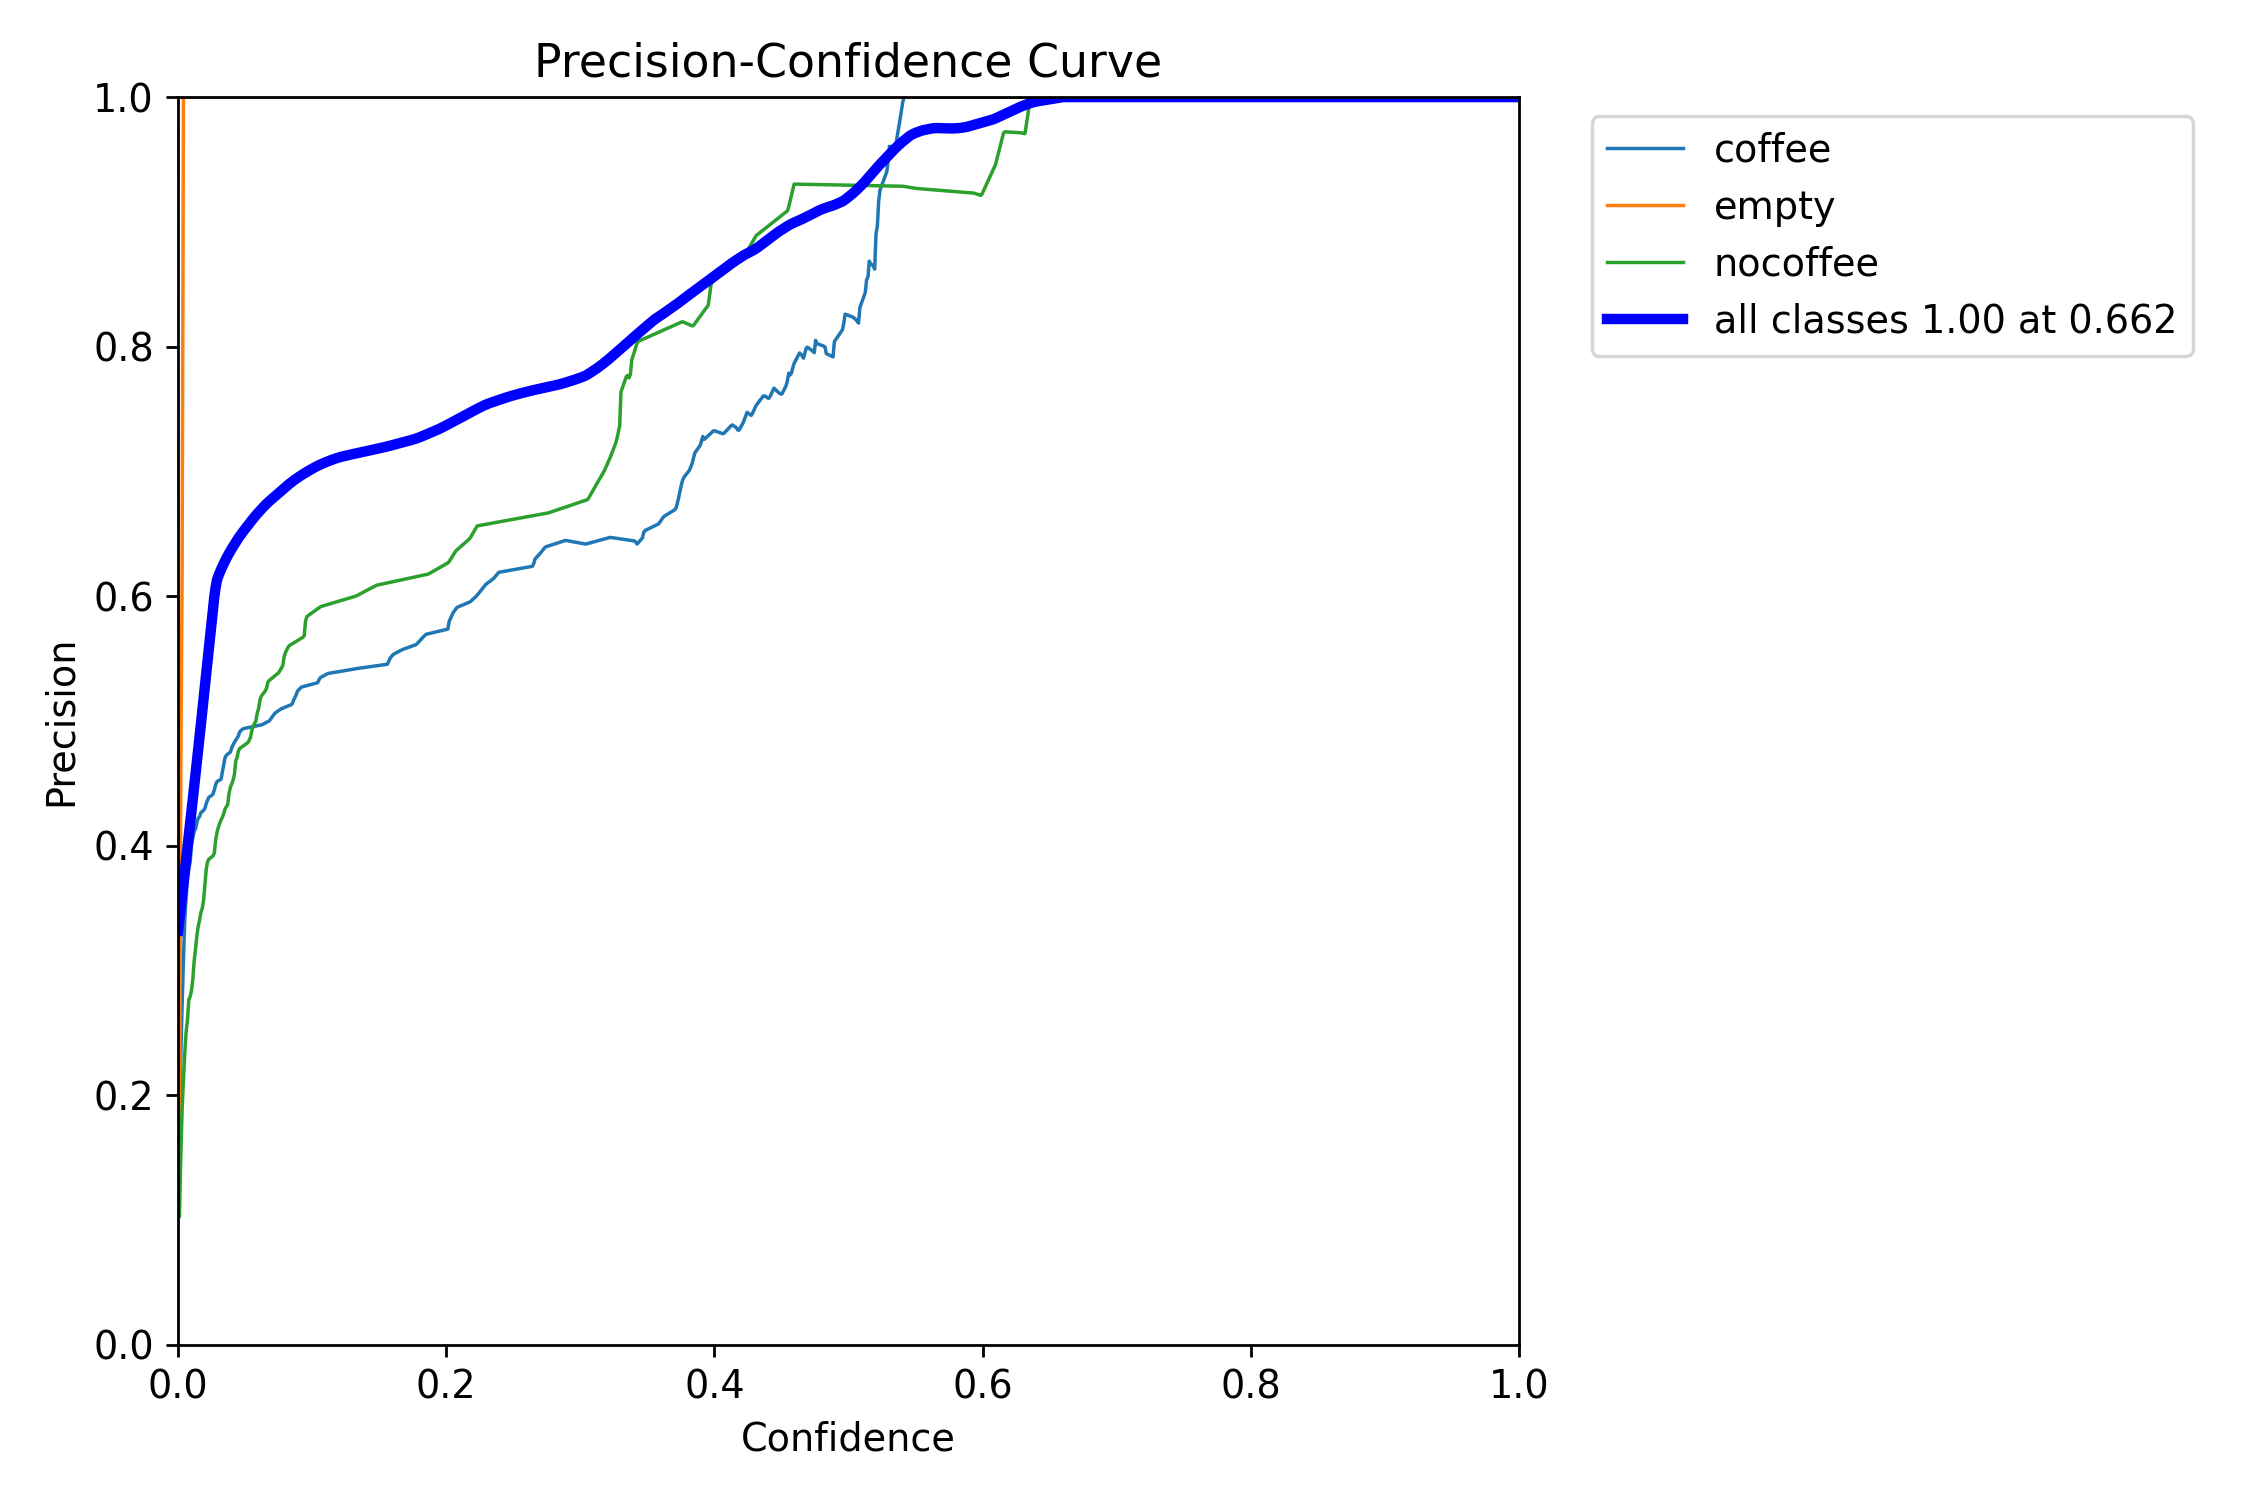 Precision-Confidence Curve
1.0
0.8
0.6
0.4
0.2
0.0
Precision
0.0 0.2 0.4 0.6 0.8 1.0
Confidence
coffee
empty
nocoffee
all classes 1.00 at 0.662